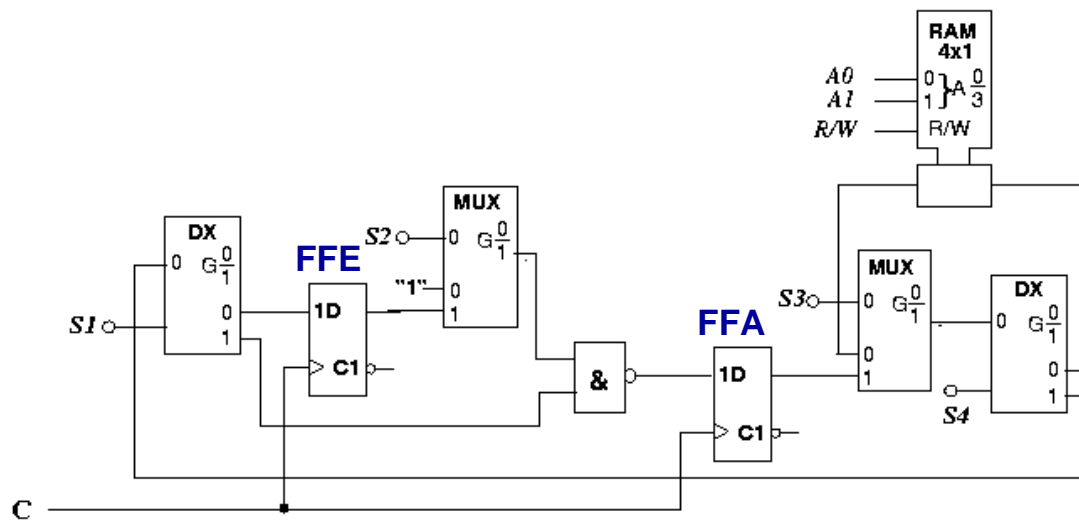 RAM
4x1
A0 0 } A 0/3
A1 1
R/W R/W
MUX
S2 0 G 0/1
"1" 0
1
DX
0 G 0/1
0
S1 1
FFE
1D
C1
&
FFA
1D
C1
MUX
S3 0 G 0/1
0
1
DX
0 G 0/1
0
1
S4
C